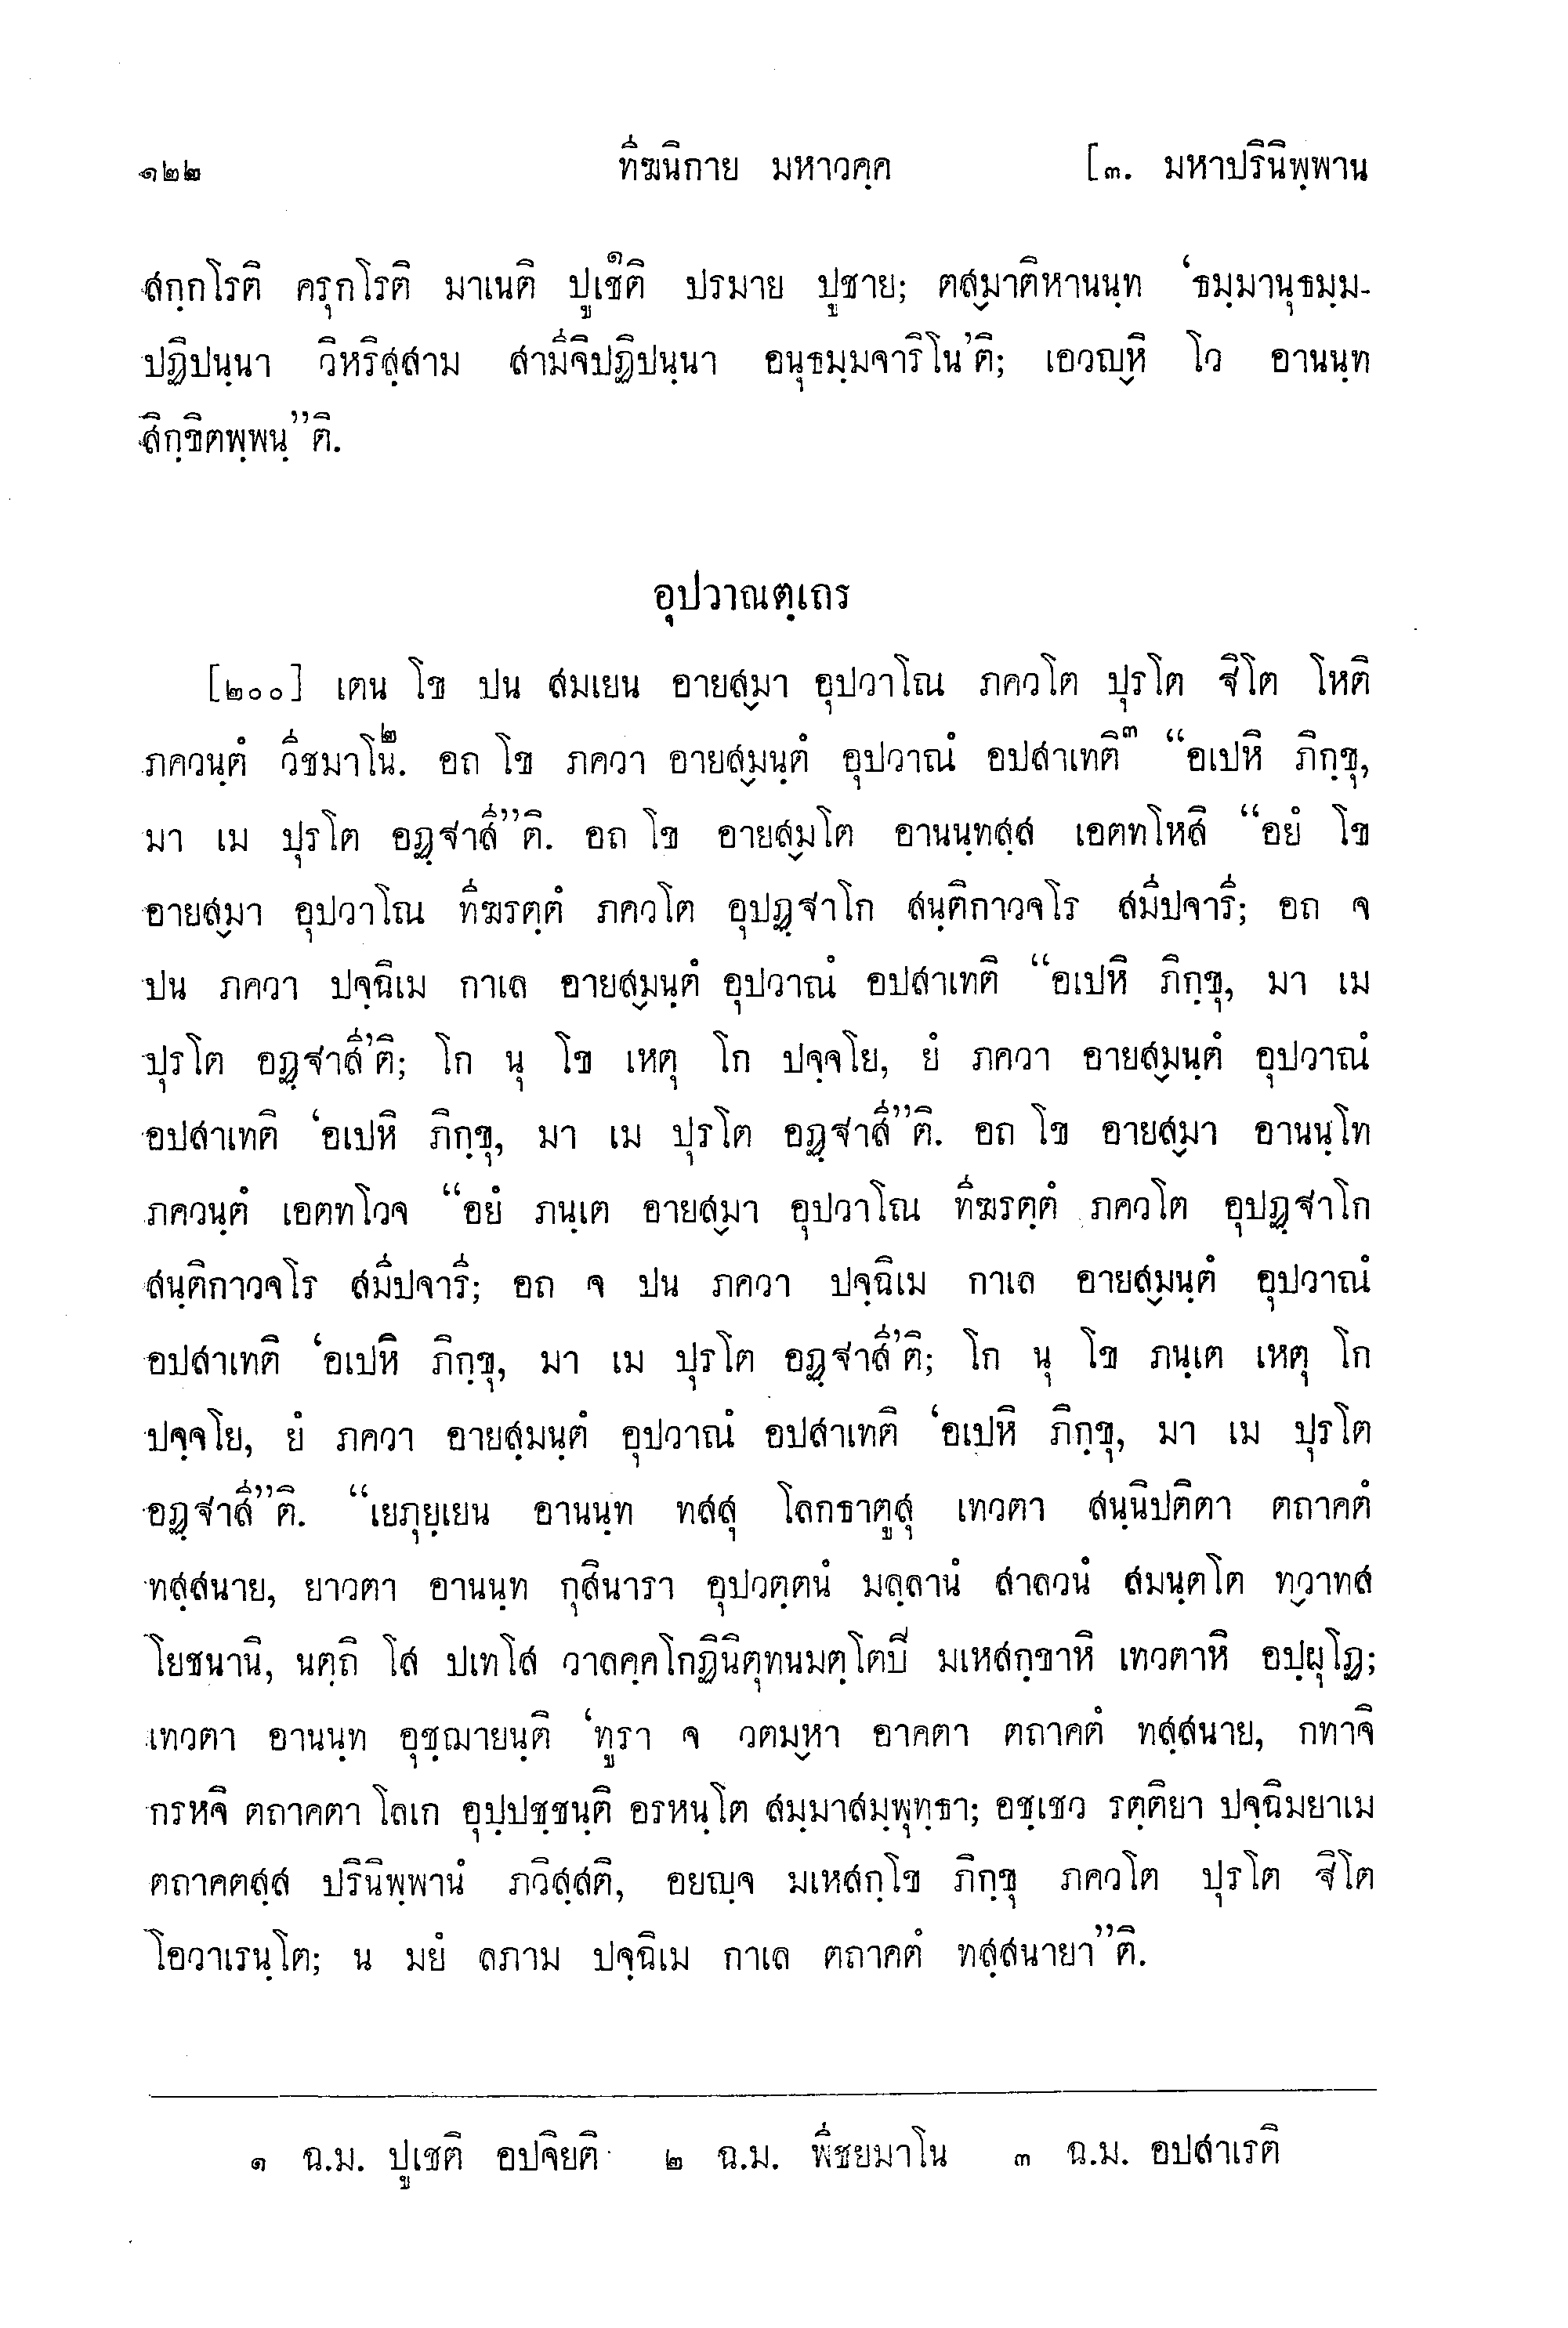 ๑๒๒ ทีฆนิกาย มหาวคฺค [๓. มหาปรินิพฺพาน
สกฺกโรติ ครุกโรติ มาเนติ ปูเชติ๑ ปรมาย ปูชาย; ตสฺมาติหานนฺท ‘ธมฺมานุธมฺม-
ปฏิปนฺนา วิหริสฺสาม สามีจิปฏิปนฺนา อนุธมฺมจาริโน’ติ; เอวญฺหิ โว อานนฺท
สิกฺขิตพฺพนฺ”ติ.
อุปวาณตฺเถร
[๒๐๐] เตน โข ปน สมเยน อายสฺมา อุปวาโณ ภควโต ปุรโต ฐิโต โหติ
ภควนฺตํ วีชมาโน๒. อถ โข ภควา อายสฺมนฺตํ อุปวาณํ อปสาเทติ๓ “อเปหิ ภิกฺขุ,
มา เม ปุรโต อฏฺฐาสี”ติ. อถ โข อายสฺมโต อานนฺทสฺส เอตทโหสิ “อยํ โข
อายสฺมา อุปวาโณ ทีฆรตฺตํ ภควโต อุปฏฺฐาโก สนฺติกาวจโร สมีปจารี; อถ จ
ปน ภควา ปจฺฉิเม กาเล อายสฺมนฺตํ อุปวาณํ อปสาเทติ “อเปหิ ภิกฺขุ, มา เม
ปุรโต อฏฺฐาสี’ติ; โก นุ โข เหตุ โก ปจฺจโย, ยํ ภควา อายสฺมนฺตํ อุปวาณํ
อปสาเทติ ‘อเปหิ ภิกฺขุ, มา เม ปุรโต อฏฺฐาสี”ติ. อถ โข อายสฺมา อานนฺโท
ภควนฺตํ เอตทโวจ “อยํ ภนฺเต อายสฺมา อุปวาโณ ทีฆรตฺตํ ภควโต อุปฏฺฐาโก
สนฺติกาวจโร สมีปจารี; อถ จ ปน ภควา ปจฺฉิเม กาเล อายสฺมนฺตํ อุปวาณํ
อปสาเทติ ‘อเปหิ ภิกฺขุ, มา เม ปุรโต อฏฺฐาสี’ติ; โก นุ โข ภนฺเต เหตุ โก
ปจฺจโย, ยํ ภควา อายสฺมนฺตํ อุปวาณํ อปสาเทติ ‘อเปหิ ภิกฺขุ, มา เม ปุรโต
อฏฺฐาสี”ติ. “เยภุยฺเยน อานนฺท ทสสุ โลกธาตูสุ เทวตา สนฺนิปติตา ตถาคตํ
ทสฺสนาย, ยาวตา อานนฺท กุสินารา อุปวตฺตนํ มลฺลานํ สาลวนํ สมนฺตโต ทฺวาทส
โยชนานิ, นตฺถิ โส ปเทโส วาลคฺคโกฏินิตุทนมตฺโตปิ มเหสกฺขาหิ เทวตาหิ อปฺผุโฏ;
เทวตา อานนฺท อุชฺฌายนฺติ ‘ทูรา จ วตมฺหา อาคตา ตถาคตํ ทสฺสนาย, กทาจิ
กรหจิ ตถาคตา โลเก อุปฺปชฺชนฺติ อรหนฺโต สมฺมาสมฺพุทฺธา; อชฺเชว รตฺติยา ปจฺฉิมยาเม
ตถาคตสฺส ปรินิพฺพานํ ภวิสฺสติ, อยญฺจ มเหสกฺโข ภิกฺขุ ภควโต ปุรโต ฐิโต
โอวาเรนฺโต; น มยํ ลภาม ปจฺฉิเม กาเล ตถาคตํ ทสฺสนายา”ติ.
๑ ฉ.ม. ปูเชติ อปจิยติ ๒ ฉ.ม. พีชยมาโน ๓ ฉ.ม. อปสาเรติ